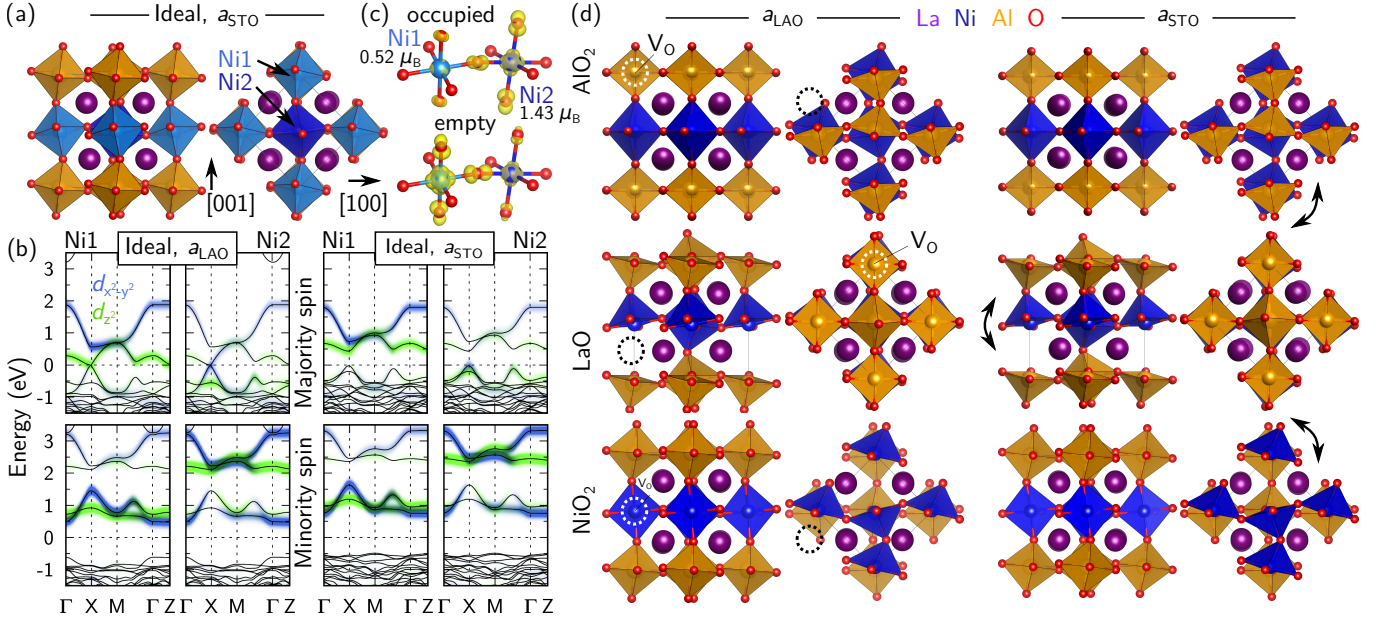 (a)
Ideal, aSTO
Ni1
Ni2
[001]
[100]
(c)
occupied
Ni1
0.52 μB
Ni2
1.43 μB
empty
(b)
Ni1
Ideal, aLAO
Ni2
Ni1
Ideal, aSTO
Ni2
dx²-y²
dz²
Energy (eV)
3
2
1
0
-1
Majority spin
3
2
1
0
-1
Minority spin
Γ X M Γ Z
Γ X M Γ Z
Γ X M Γ Z
Γ X M Γ Z
(d)
aLAO
La Ni Al O
aSTO
AlO2
VO
LaO
VO
NiO2
VO